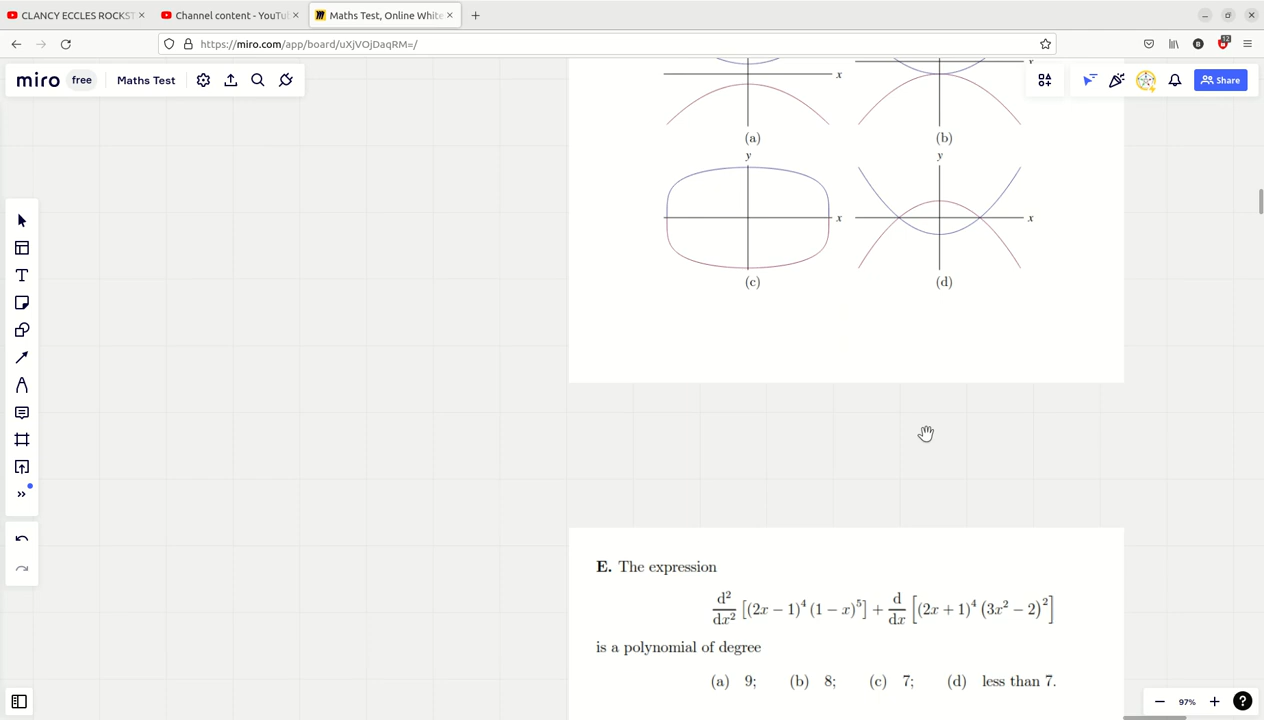 CLANCY ECCLES ROCKST
Channel content - YouTu
Maths Test, Online White
https://miro.com/app/board/uXjVOjDaqRM=/
12
miro free Maths Test
Share
x
(a) (b)
y y
x x
(c) (d)
E. The expression
d²/dx² [(2x − 1)⁴ (1 − x)⁵] + d/dx [(2x + 1)⁴ (3x² − 2)²]
is a polynomial of degree
(a) 9; (b) 8; (c) 7; (d) less than 7.
97%